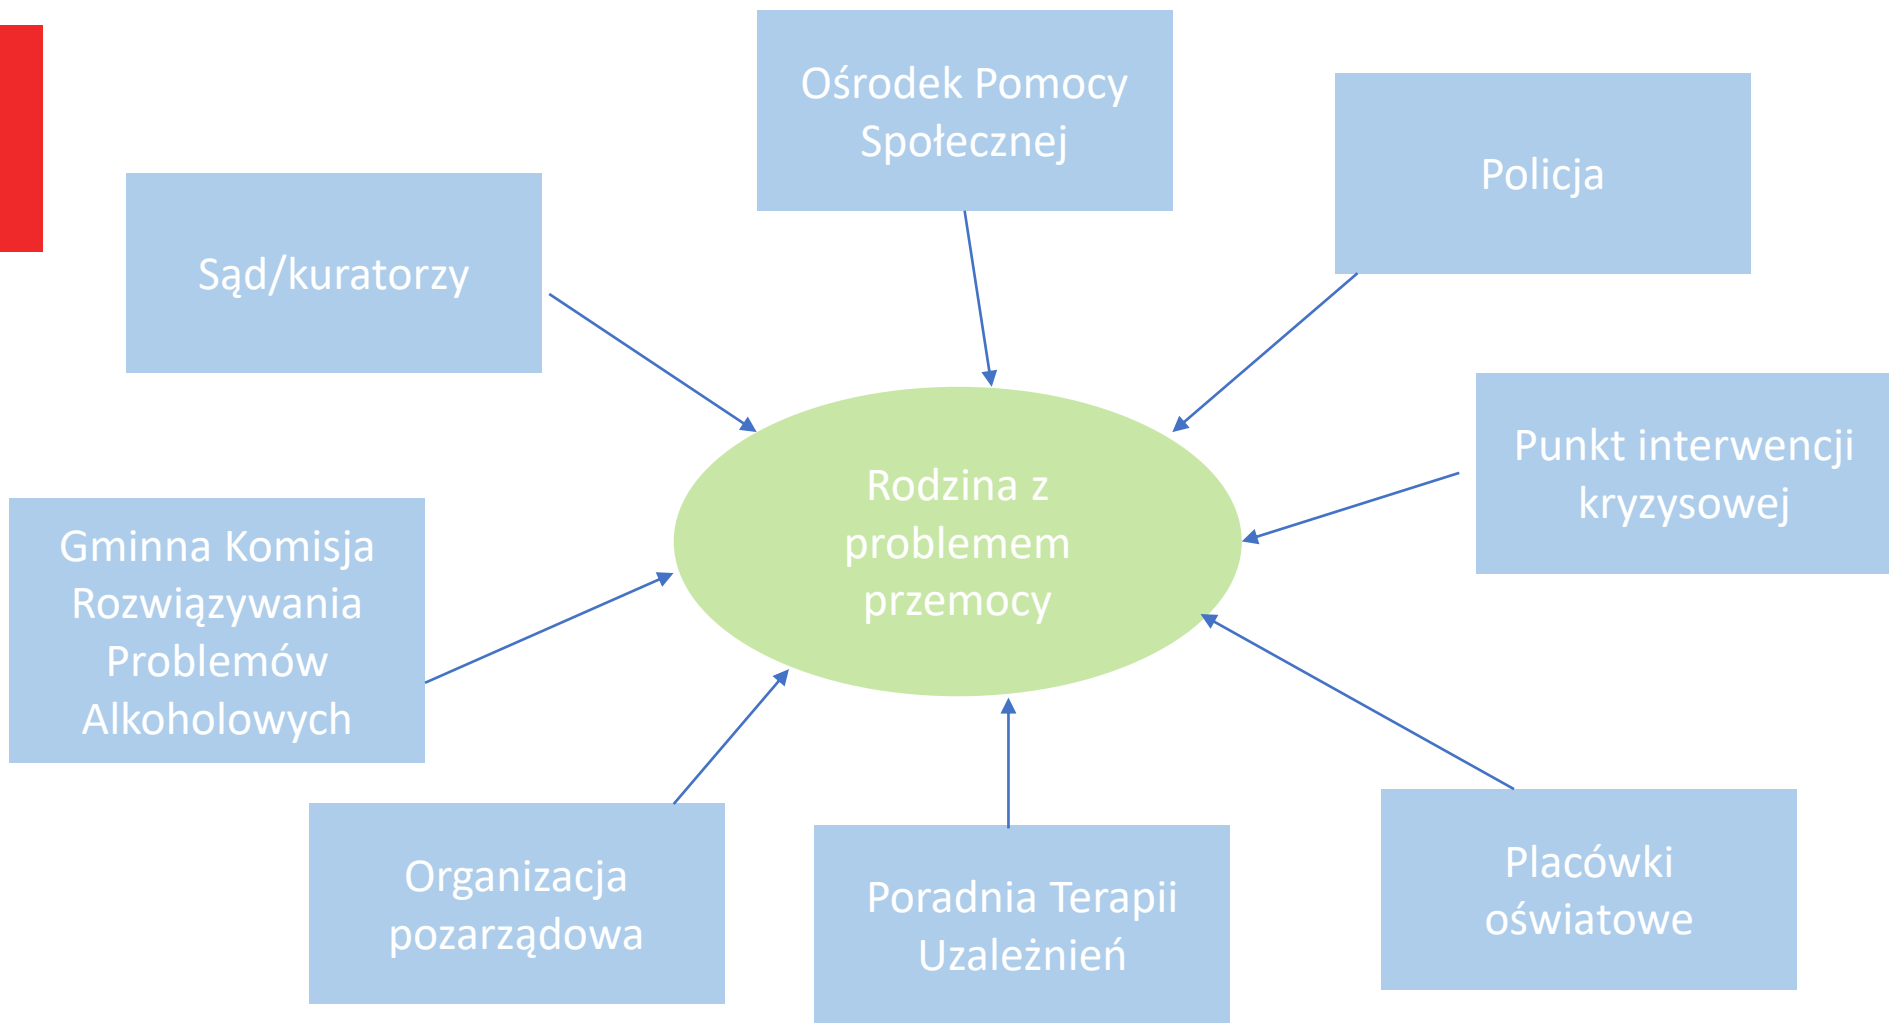 Ośrodek Pomocy
Społecznej
Policja
Sąd/kuratorzy
Punkt interwencji
kryzysowej
Rodzina z
problemem
przemocy
Gminna Komisja
Rozwiązywania
Problemów
Alkoholowych
Organizacja
pozarządowa
Poradnia Terapii
Uzależnień
Placówki
oświatowe